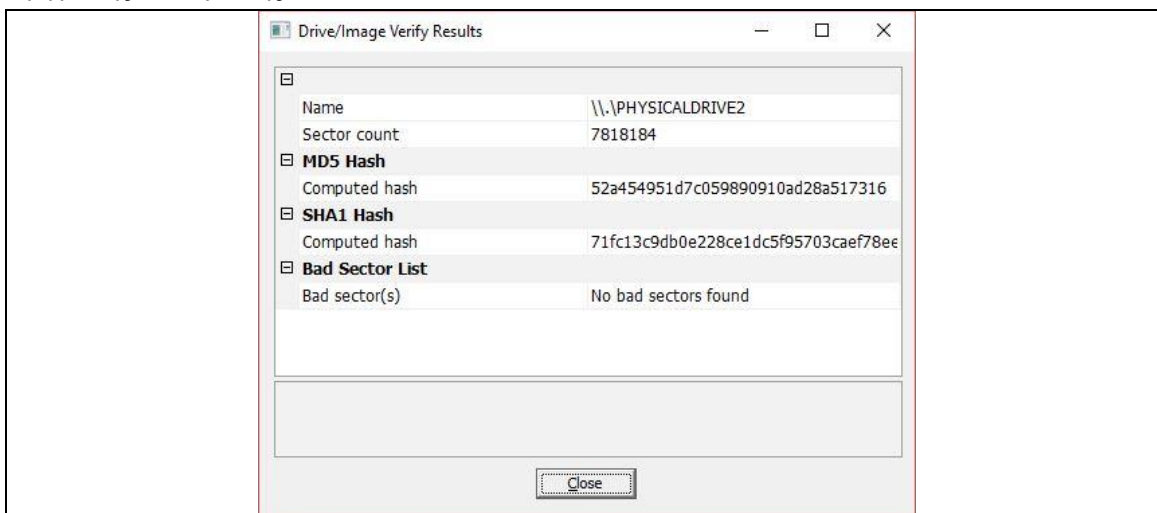 Drive/Image Verify Results
Name \\.\PHYSICALDRIVE2
Sector count 7818184
MD5 Hash
Computed hash 52a454951d7c059890910ad28a517316
SHA1 Hash
Computed hash 71fc13c9db0e228ce1dc5f95703caef78ee
Bad Sector List
Bad sector(s) No bad sectors found
Close